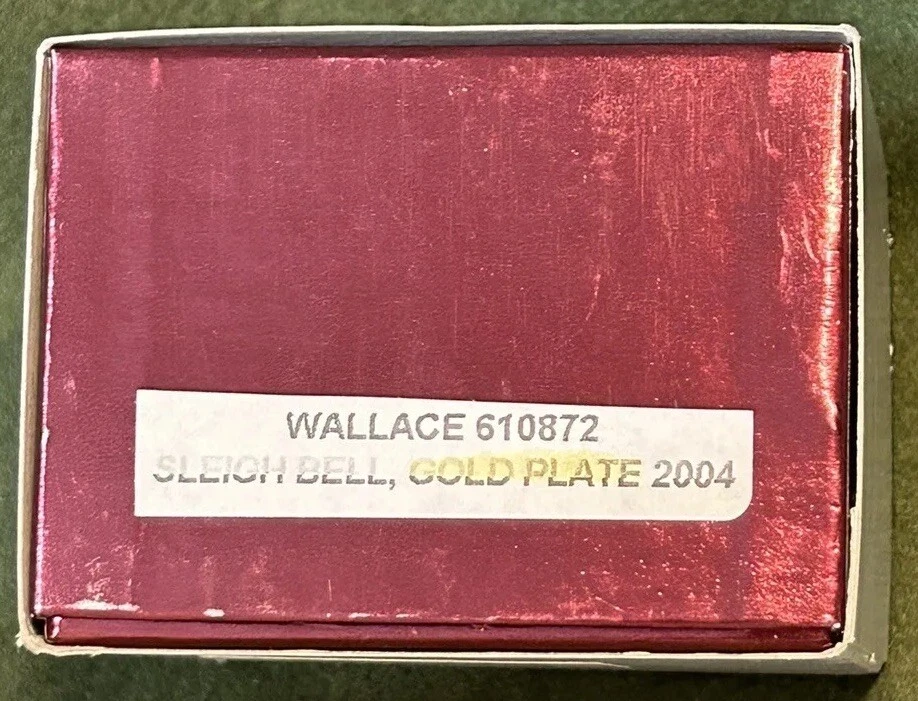 WALLACE 610872
SLEIGH BELL, GOLD PLATE 2004